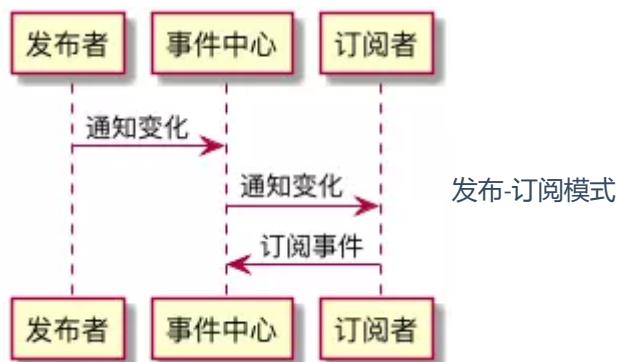 发布者 事件中心 订阅者
通知变化
通知变化
发布-订阅模式
订阅事件
发布者 事件中心 订阅者